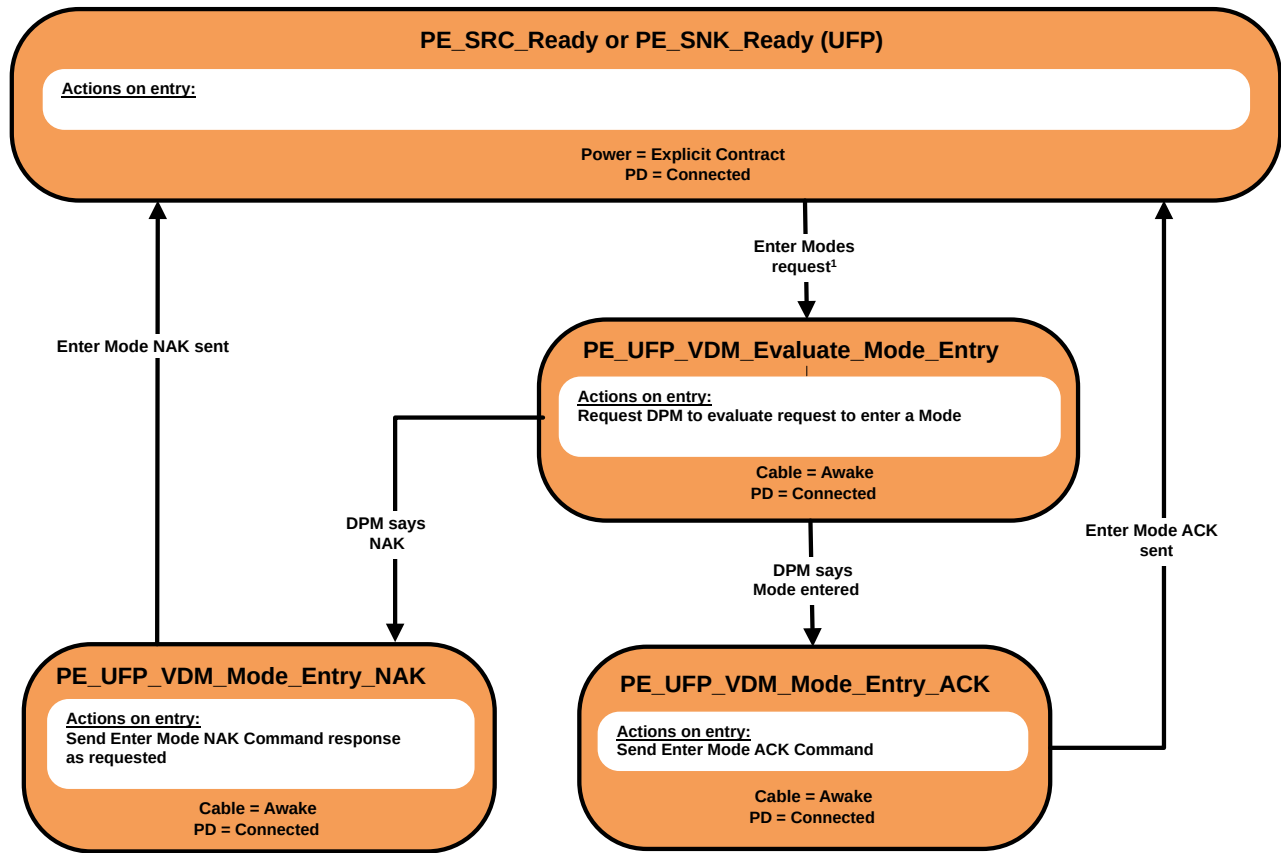 PE_SRC_Ready or PE_SNK_Ready (UFP)
Actions on entry:
Power = Explicit Contract
PD = Connected
Enter Modes
request¹
Enter Mode NAK sent
PE_UFP_VDM_Evaluate_Mode_Entry
Actions on entry:
Request DPM to evaluate request to enter a Mode
Cable = Awake
PD = Connected
DPM says
NAK
Enter Mode ACK
sent
DPM says
Mode entered
PE_UFP_VDM_Mode_Entry_NAK
Actions on entry:
Send Enter Mode NAK Command response
as requested
Cable = Awake
PD = Connected
PE_UFP_VDM_Mode_Entry_ACK
Actions on entry:
Send Enter Mode ACK Command
Cable = Awake
PD = Connected